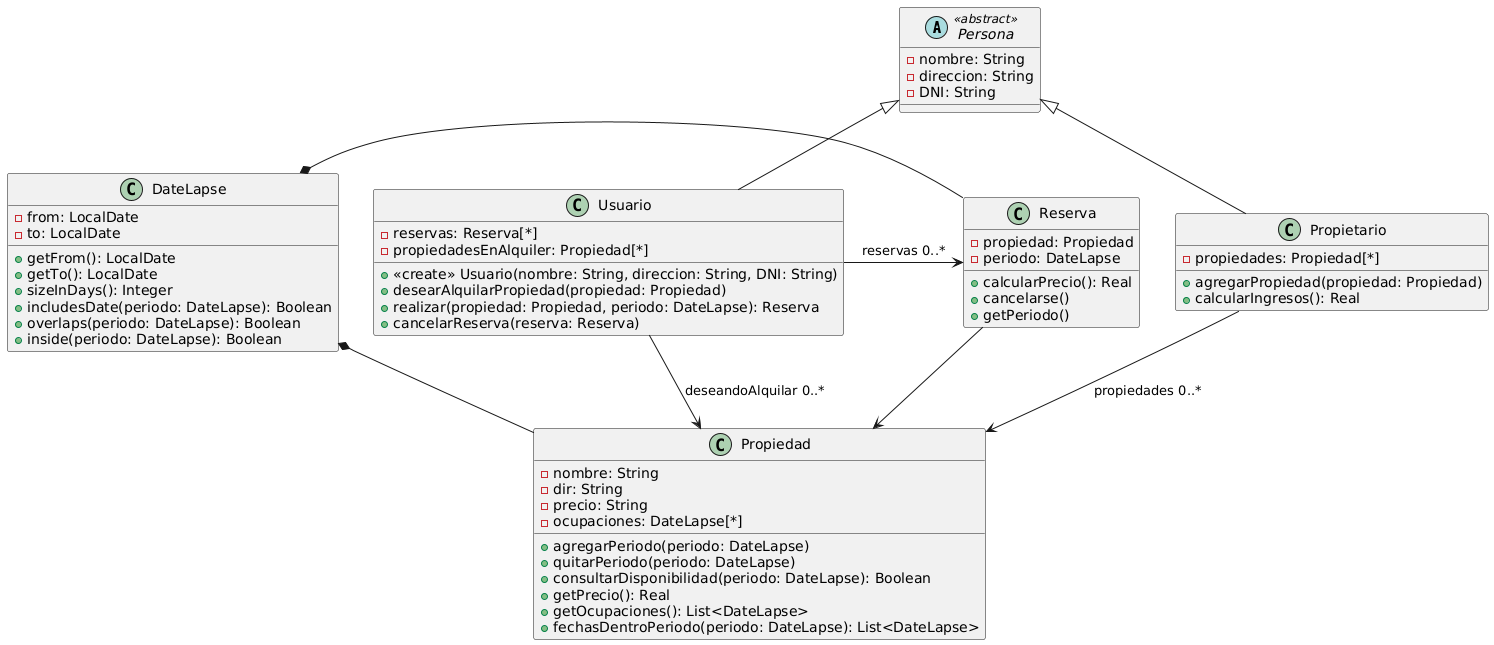 «abstract»
A Persona
nombre: String
direccion: String
DNI: String
C DateLapse
from: LocalDate
to: LocalDate
getFrom(): LocalDate
getTo(): LocalDate
sizeInDays(): Integer
includesDate(periodo: DateLapse): Boolean
overlaps(periodo: DateLapse): Boolean
inside(periodo: DateLapse): Boolean
C Usuario
reservas: Reserva[*]
propiedadesEnAlquiler: Propiedad[*]
«create» Usuario(nombre: String, direccion: String, DNI: String)
desearAlquilarPropiedad(propiedad: Propiedad)
realizar(propiedad: Propiedad, periodo: DateLapse): Reserva
cancelarReserva(reserva: Reserva)
reservas 0..*
C Reserva
propiedad: Propiedad
periodo: DateLapse
calcularPrecio(): Real
cancelarse()
getPeriodo()
C Propietario
propiedades: Propiedad[*]
agregarPropiedad(propiedad: Propiedad)
calcularIngresos(): Real
deseandoAlquilar 0..*
propiedades 0..*
C Propiedad
nombre: String
dir: String
precio: String
ocupaciones: DateLapse[*]
agregarPeriodo(periodo: DateLapse)
quitarPeriodo(periodo: DateLapse)
consultarDisponibilidad(periodo: DateLapse): Boolean
getPrecio(): Real
getOcupaciones(): List<DateLapse>
fechasDentroPeriodo(periodo: DateLapse): List<DateLapse>